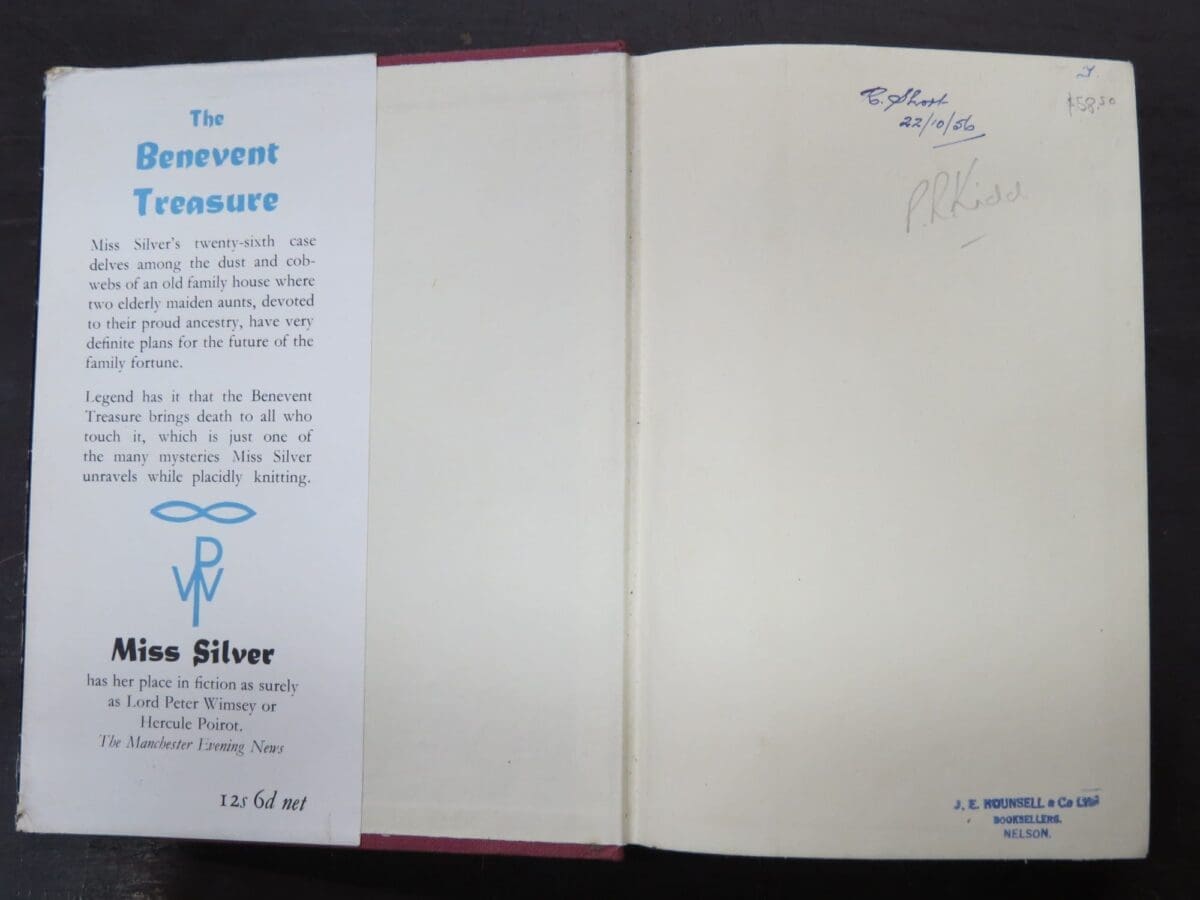 The
Benevent
Treasure
Miss Silver's twenty-sixth case
delves among the dust and cob-
webs of an old family house where
two elderly maiden aunts, devoted
to their proud ancestry, have very
definite plans for the future of the
family fortune.
Legend has it that the Benevent
Treasure brings death to all who
touch it, which is just one of
the many mysteries Miss Silver
unravels while placidly knitting.
PW
Miss Silver
has her place in fiction as surely
as Lord Peter Wimsey or
Hercule Poirot.
The Manchester Evening News
12s 6d net
Short
22/10/56
P. R. Kidd
$58.50
J. E. HOUNSELL & Co LTD
BOOKSELLERS.
NELSON.